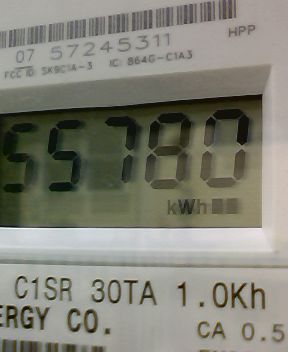 HPP
07 57245311
FCC ID: SK9C1A-3 IC: 864G-C1A3
55780
kWh
C1SR 30TA 1.0Kh
ERGY CO.
CA 0.5